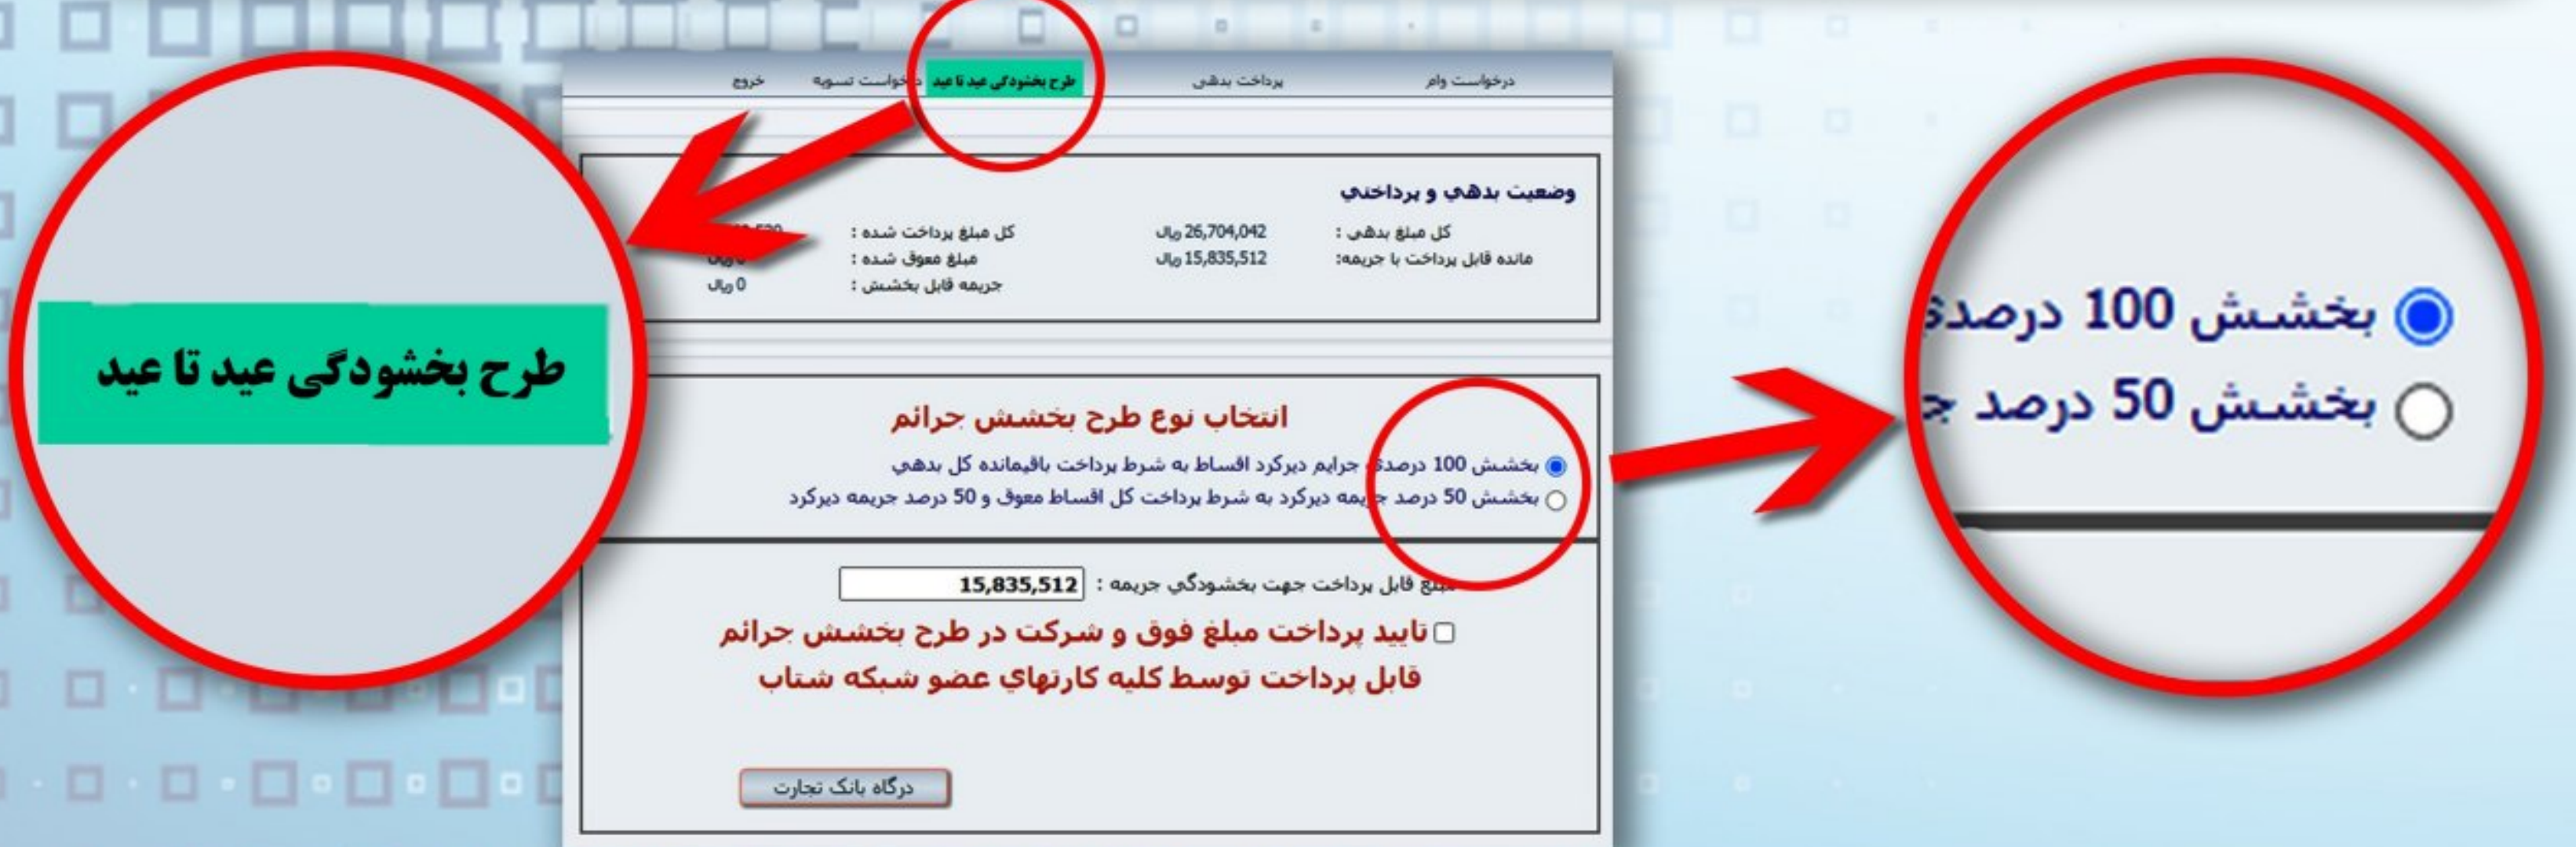 درخواست وام
پرداخت بدهی
طرح بخشودگی عید تا عید
درخواست تسویه
خروج
وضعیت بدهي و پرداختي
کل مبلغ بدهی : 26,704,042 ریال
کل مبلغ پرداخت شده :
مانده قابل پرداخت با جریمه: 15,835,512 ریال
مبلغ معوق شده : 0 ریال
جریمه قابل بخشش : 0 ریال
انتخاب نوع طرح بخشش جرائم
بخشش 100 درصدي جرایم دیرکرد اقساط به شرط پرداخت باقیمانده کل بدهي
بخشش 50 درصد جریمه دیرکرد به شرط پرداخت کل اقساط معوق و 50 درصد جریمه دیرکرد
مبلغ قابل پرداخت جهت بخشودگي جریمه : 15,835,512
تایید پرداخت مبلغ فوق و شرکت در طرح بخشش جرائم
قابل پرداخت توسط کلیه کارتهاي عضو شبکه شتاب
درگاه بانک تجارت
طرح بخشودگی عید تا عید
بخشش 100 درصدي
بخشش 50 درصد ج